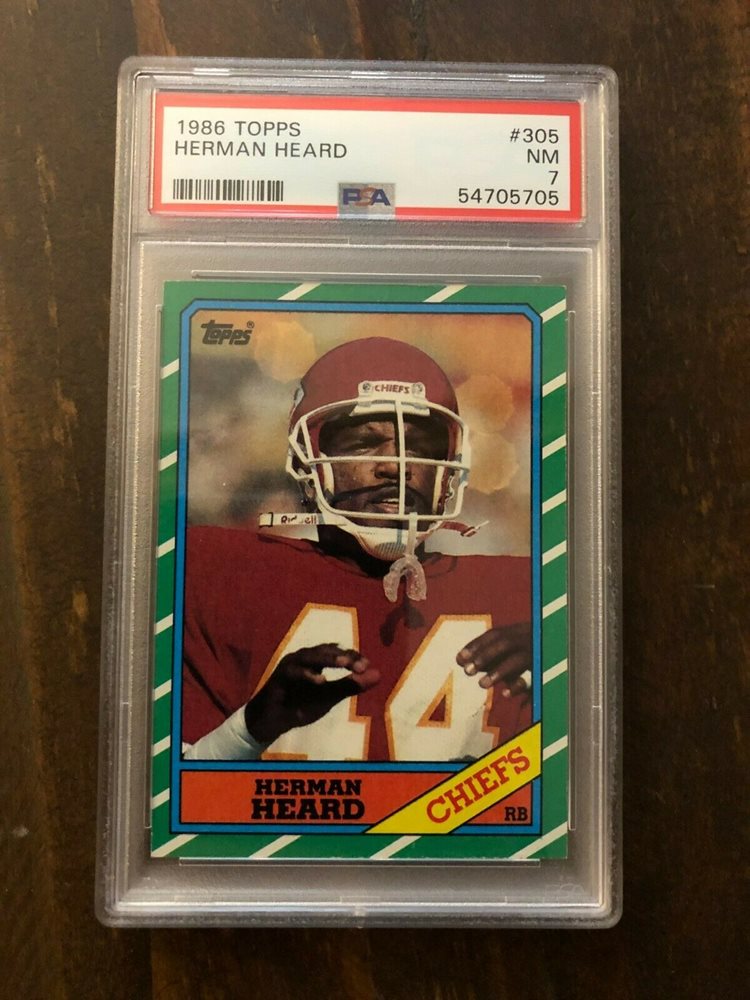 1986 TOPPS
#305
HERMAN HEARD
NM
7
PSA
54705705
topps®
CHIEFS
Riddell
44
HERMAN
HEARD
CHIEFS
RB